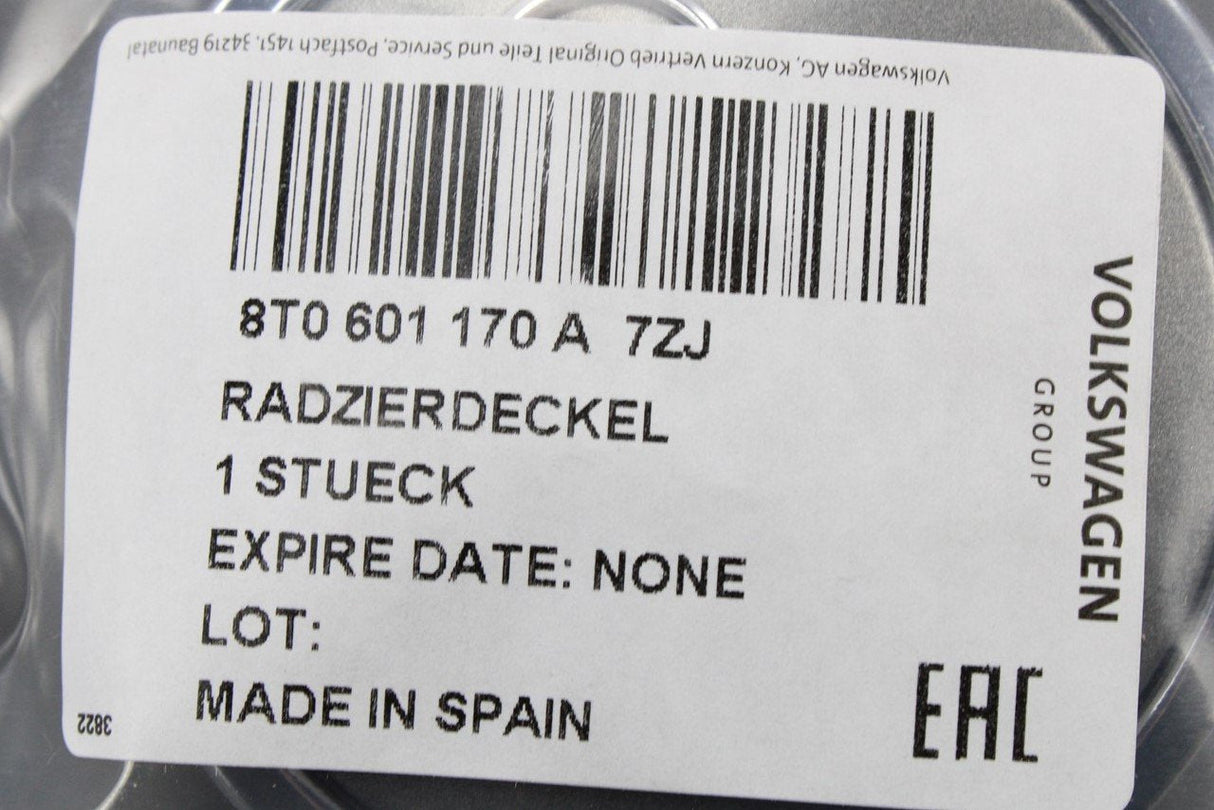 Volkswagen AG, Konzern Vertrieb Original Teile und Service, Postfach 1451, 34219 Baunatal
8T0 601 170 A 7ZJ
RADZIERDECKEL
1 STUECK
EXPIRE DATE: NONE
LOT:
MADE IN SPAIN
3822
VOLKSWAGEN
GROUP
EAC